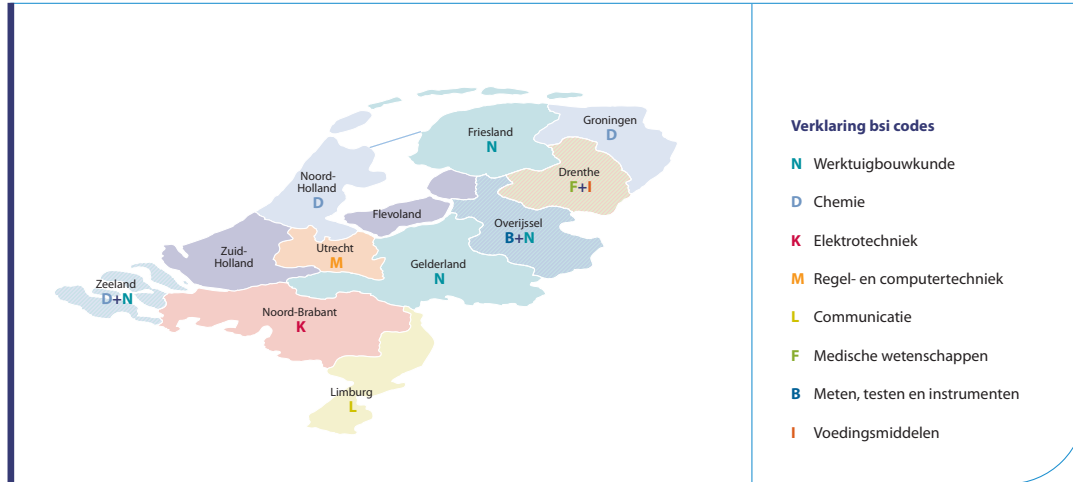 Groningen
D
Friesland
N
Drenthe
F+I
Noord-
Holland
D
Flevoland
Overijssel
B+N
Zuid-
Holland
Utrecht
M
Gelderland
N
Zeeland
D+N
Noord-Brabant
K
Limburg
L
Verklaring bsi codes
N Werktuigbouwkunde
D Chemie
K Elektrotechniek
M Regel- en computertechniek
L Communicatie
F Medische wetenschappen
B Meten, testen en instrumenten
I Voedingsmiddelen